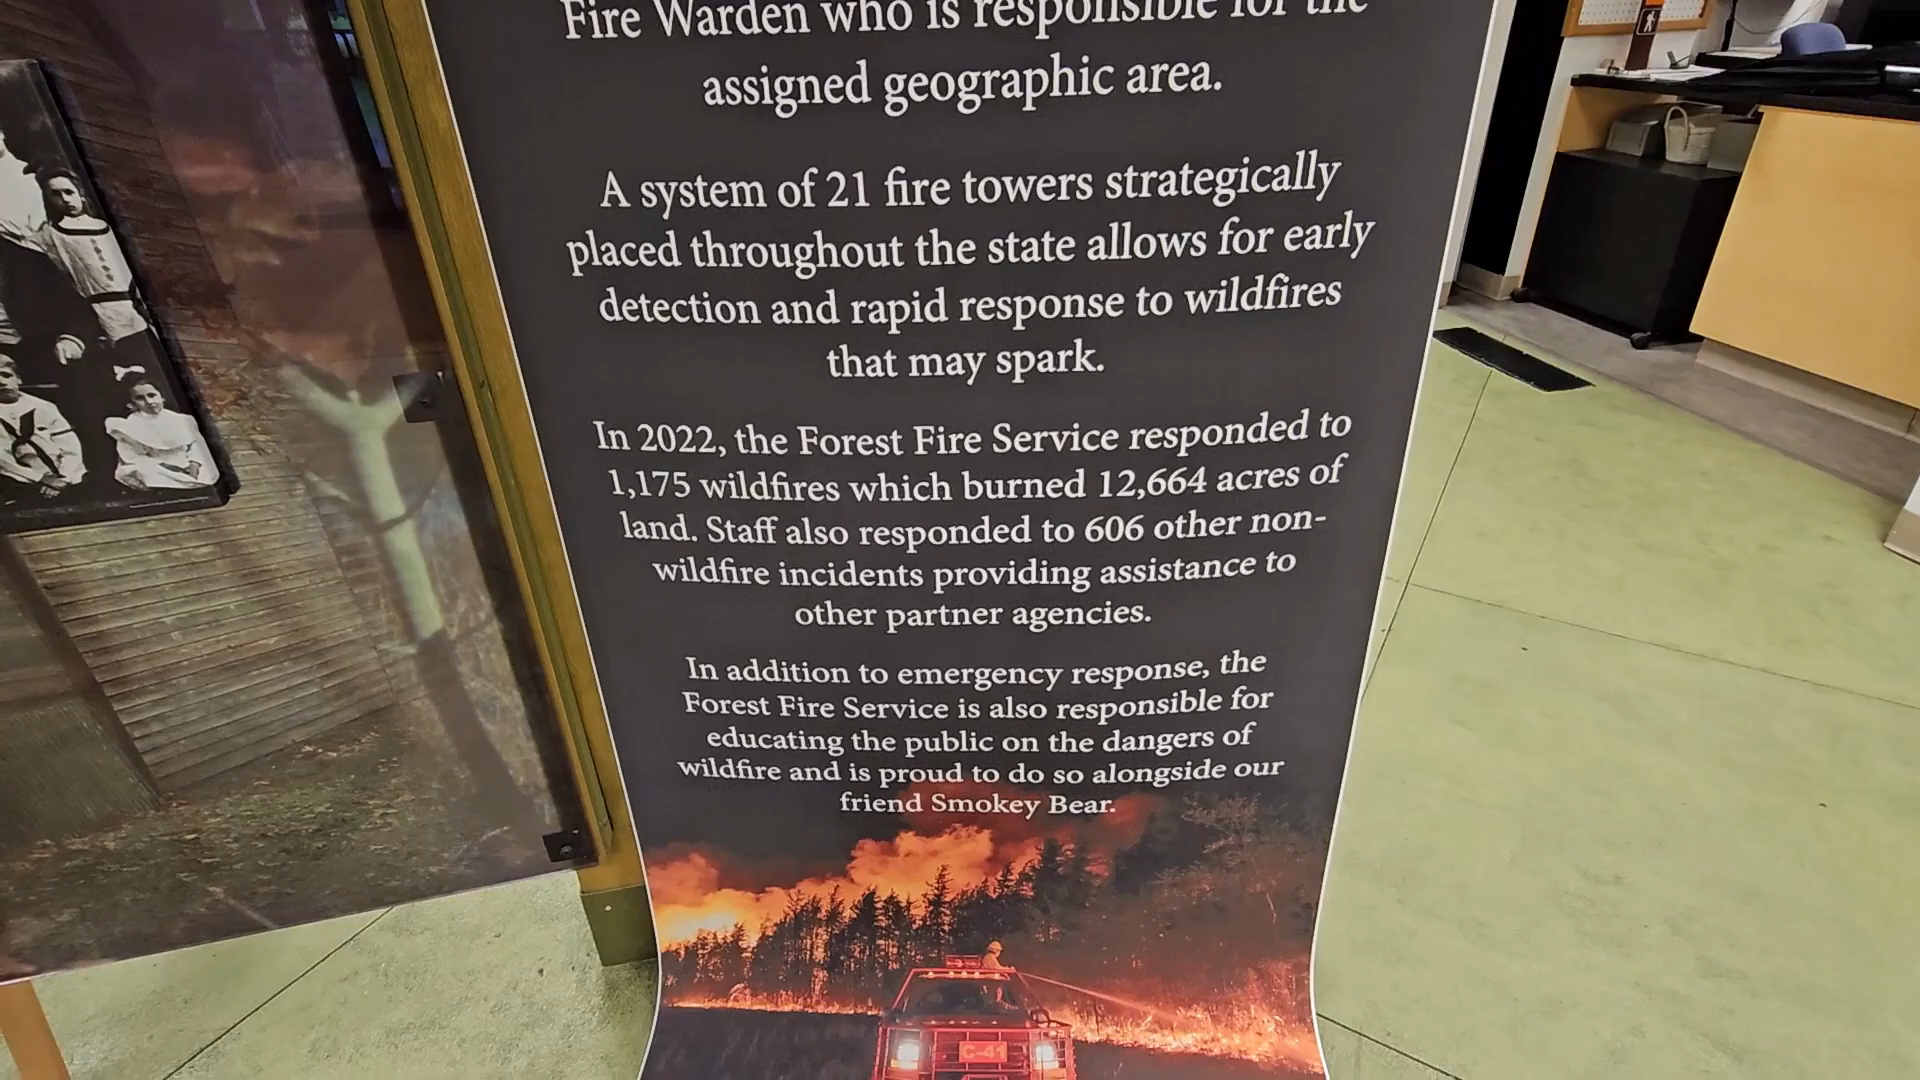 Fire Warden who is responsible for the
assigned geographic area.
A system of 21 fire towers strategically
placed throughout the state allows for early
detection and rapid response to wildfires
that may spark.
In 2022, the Forest Fire Service responded to
1,175 wildfires which burned 12,664 acres of
land. Staff also responded to 606 other non-
wildfire incidents providing assistance to
other partner agencies.
In addition to emergency response, the
Forest Fire Service is also responsible for
educating the public on the dangers of
wildfire and is proud to do so alongside our
friend Smokey Bear.
C-41